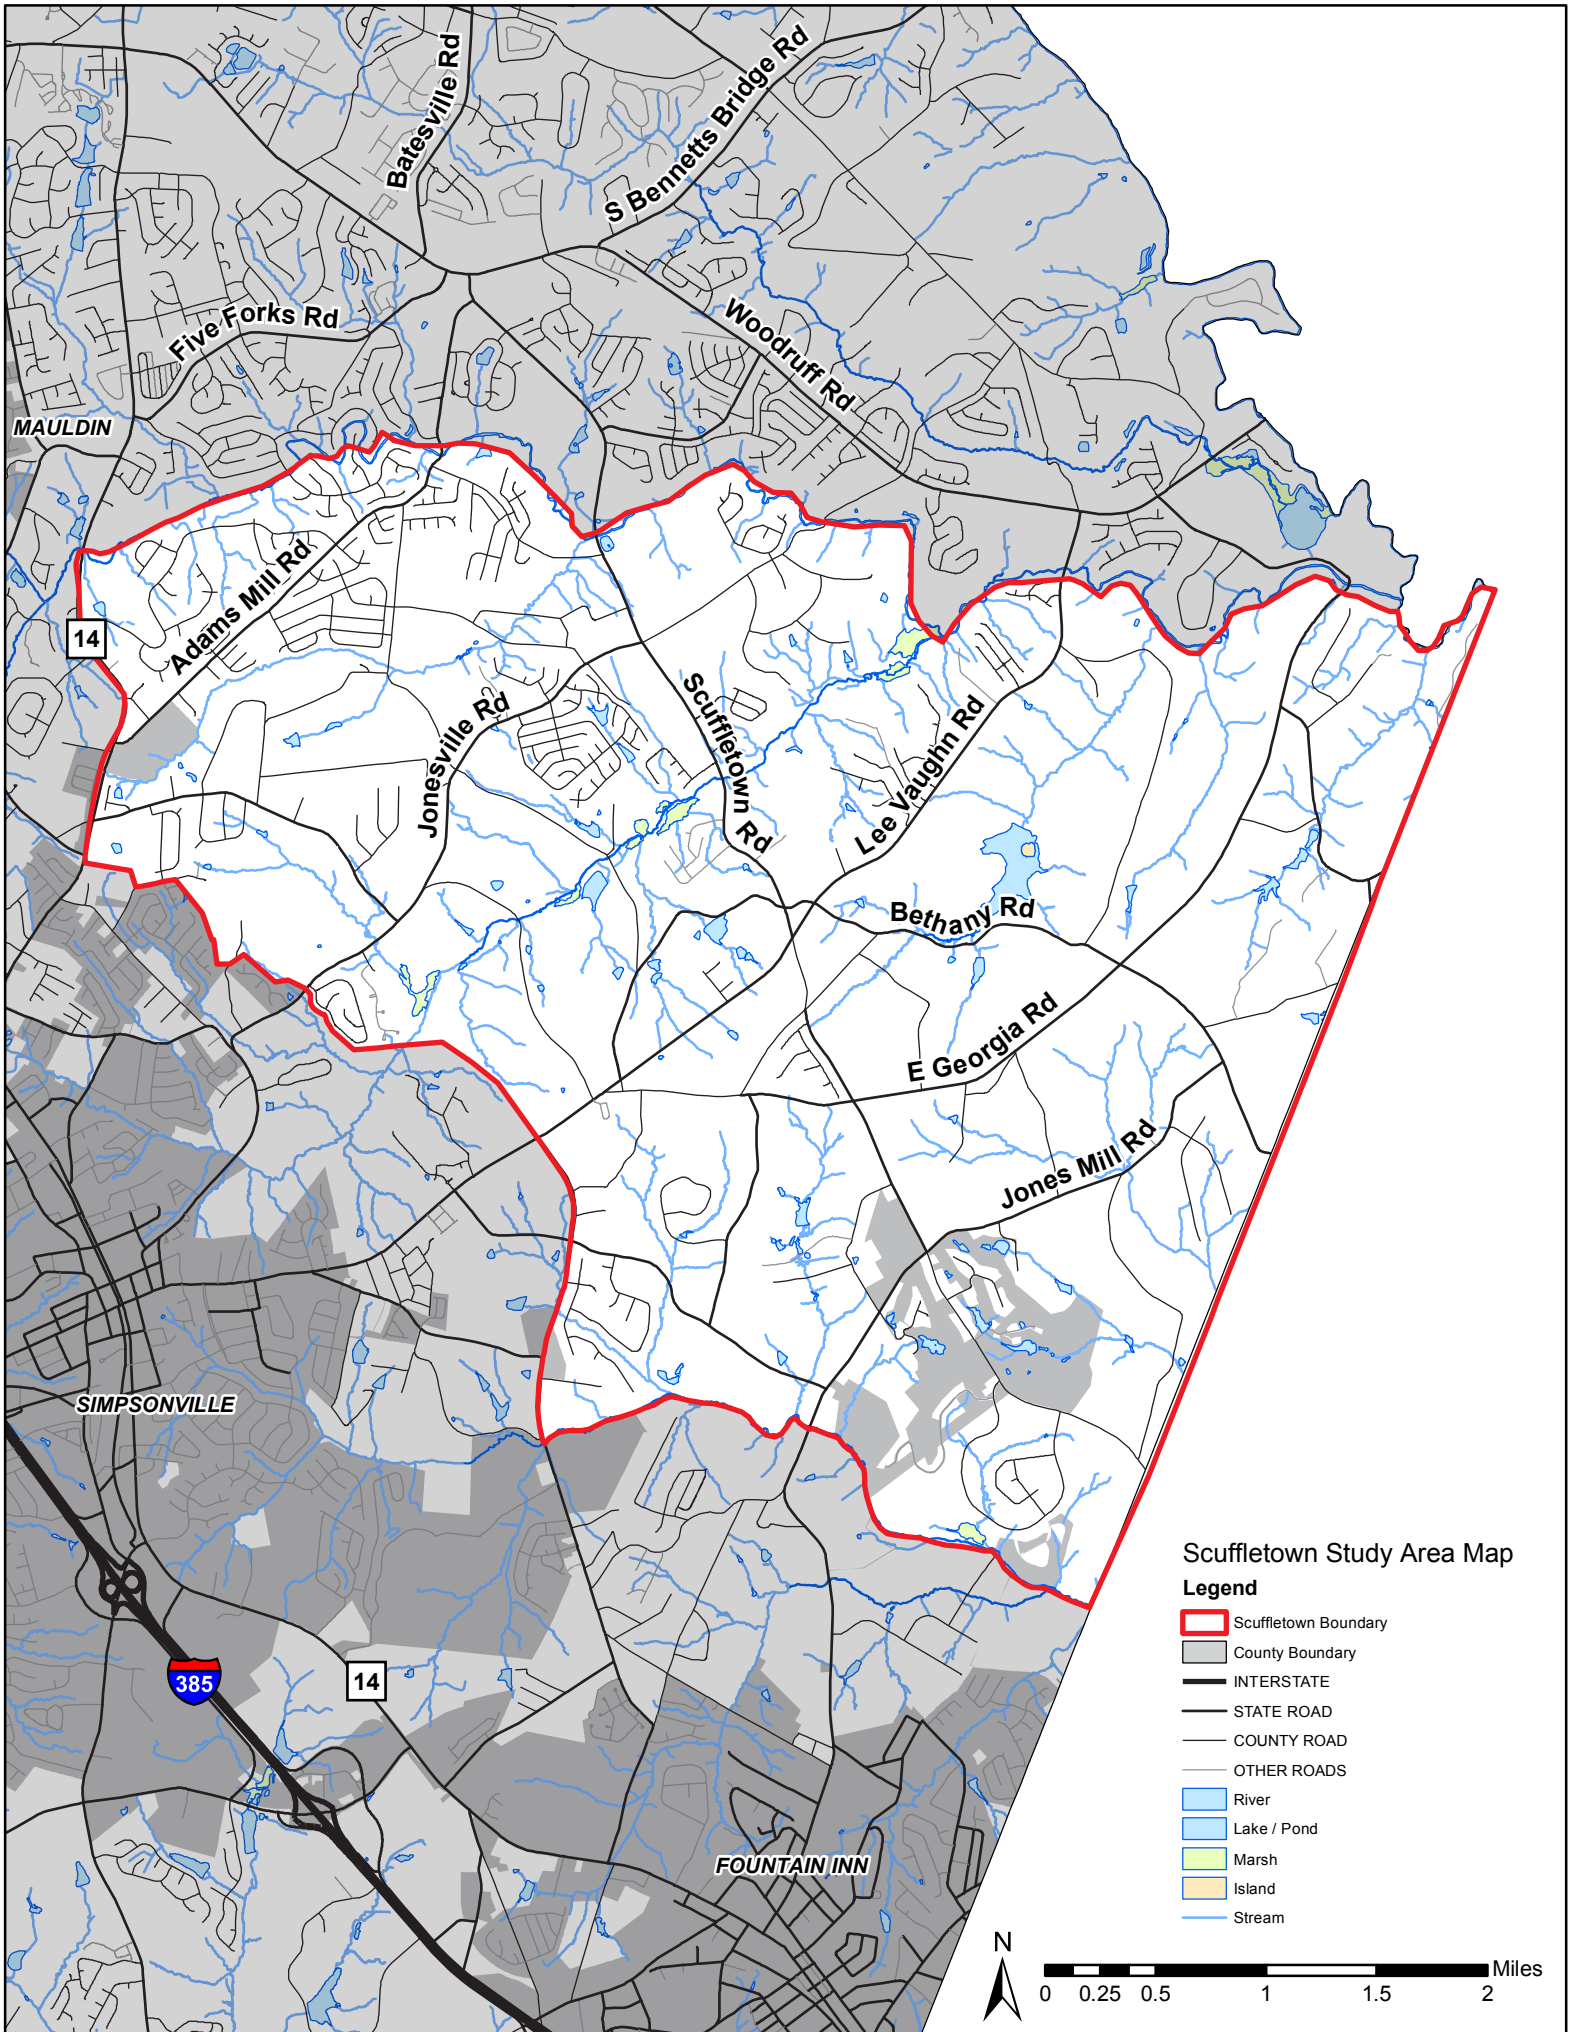 Batesville Rd
S Bennetts Bridge Rd
Five Forks Rd
Woodruff Rd
MAULDIN
Adams Mill Rd
14
Jonesville Rd
Scuffletown Rd
Lee Vaughn Rd
Bethany Rd
E Georgia Rd
Jones Mill Rd
SIMPSONVILLE
385
14
FOUNTAIN INN
Scuffletown Study Area Map
Legend
Scuffletown Boundary
County Boundary
INTERSTATE
STATE ROAD
COUNTY ROAD
OTHER ROADS
River
Lake / Pond
Marsh
Island
Stream
N
Miles
0 0.25 0.5 1 1.5 2